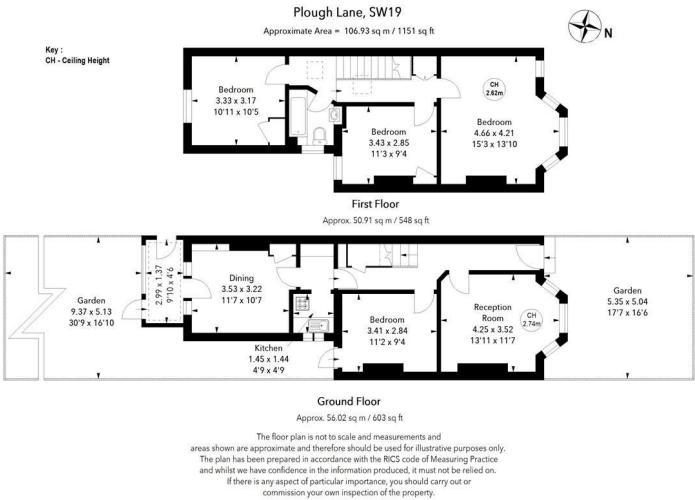 Plough Lane, SW19
Approximate Area = 106.93 sq m / 1151 sq ft
Key :
CH - Ceiling Height
N
Bedroom
3.33 x 3.17
10'11 x 10'5
Bedroom
3.43 x 2.85
11'3 x 9'4
CH
2.62m
Bedroom
4.66 x 4.21
15'3 x 13'10
First Floor
Approx. 50.91 sq m / 548 sq ft
Garden
9.37 x 5.13
30'9 x 16'10
2.99 x 1.37
9'10 x 4'6
Dining
3.53 x 3.22
11'7 x 10'7
Kitchen
1.45 x 1.44
4'9 x 4'9
Bedroom
3.41 x 2.84
11'2 x 9'4
Reception
Room
4.25 x 3.52
13'11 x 11'7
CH
2.74m
Garden
5.35 x 5.04
17'7 x 16'6
Ground Floor
Approx. 56.02 sq m / 603 sq ft
The floor plan is not to scale and measurements and
areas shown are approximate and therefore should be used for illustrative purposes only.
The plan has been prepared in accordance with the RICS code of Measuring Practice
and whilst we have confidence in the information produced, it must not be relied on.
If there is any aspect of particular importance, you should carry out or
commission your own inspection of the property.